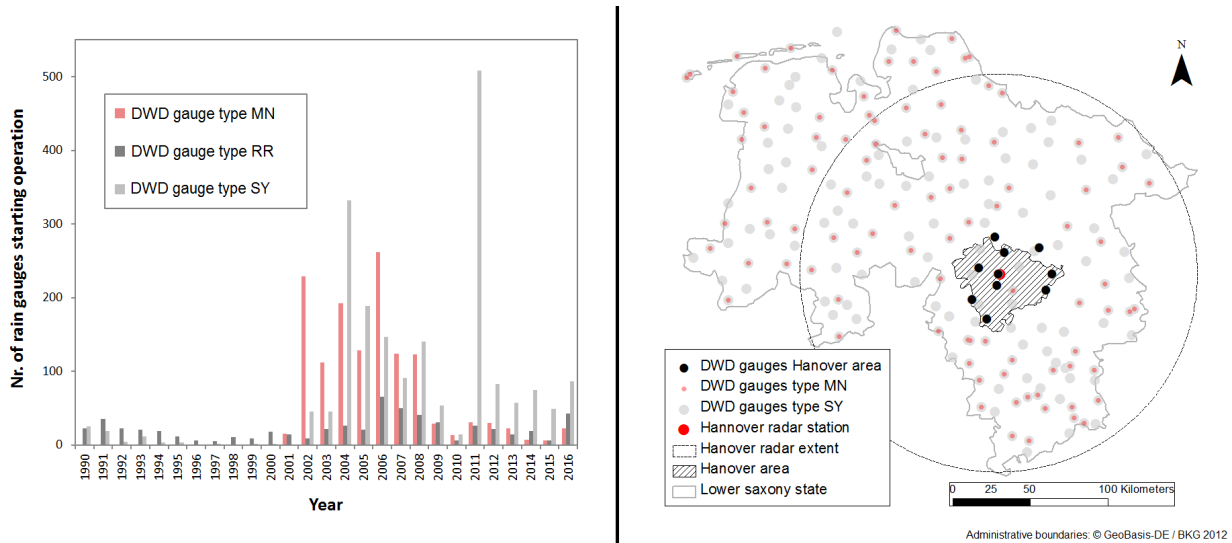 Nr. of rain gauges starting operation
500
400
300
200
100
0
DWD gauge type MN
DWD gauge type RR
DWD gauge type SY
1990
1991
1992
1993
1994
1995
1996
1997
1998
1999
2000
2001
2002
2003
2004
2005
2006
2007
2008
2009
2010
2011
2012
2013
2014
2015
2016
Year
N
DWD gauges Hanover area
DWD gauges type MN
DWD gauges type SY
Hannover radar station
Hanover radar extent
Hanover area
Lower saxony state
0 25 50 100 Kilometers
Administrative boundaries: © GeoBasis-DE / BKG 2012